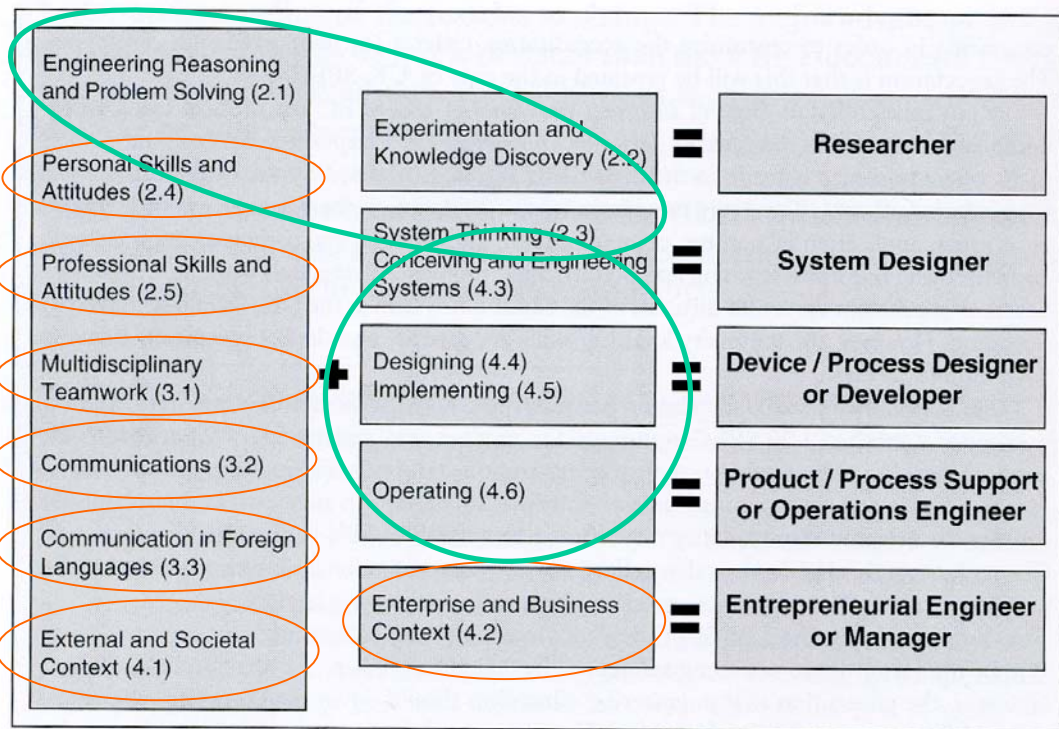 Engineering Reasoning
and Problem Solving (2.1)
Personal Skills and
Attitudes (2.4)
Professional Skills and
Attitudes (2.5)
Multidisciplinary
Teamwork (3.1)
Communications (3.2)
Communication in Foreign
Languages (3.3)
External and Societal
Context (4.1)
+
Experimentation and
Knowledge Discovery (2.2)
=
Researcher
System Thinking (2.3)
Conceiving and Engineering
Systems (4.3)
=
System Designer
Designing (4.4)
Implementing (4.5)
=
Device / Process Designer
or Developer
Operating (4.6)
=
Product / Process Support
or Operations Engineer
Enterprise and Business
Context (4.2)
=
Entrepreneurial Engineer
or Manager